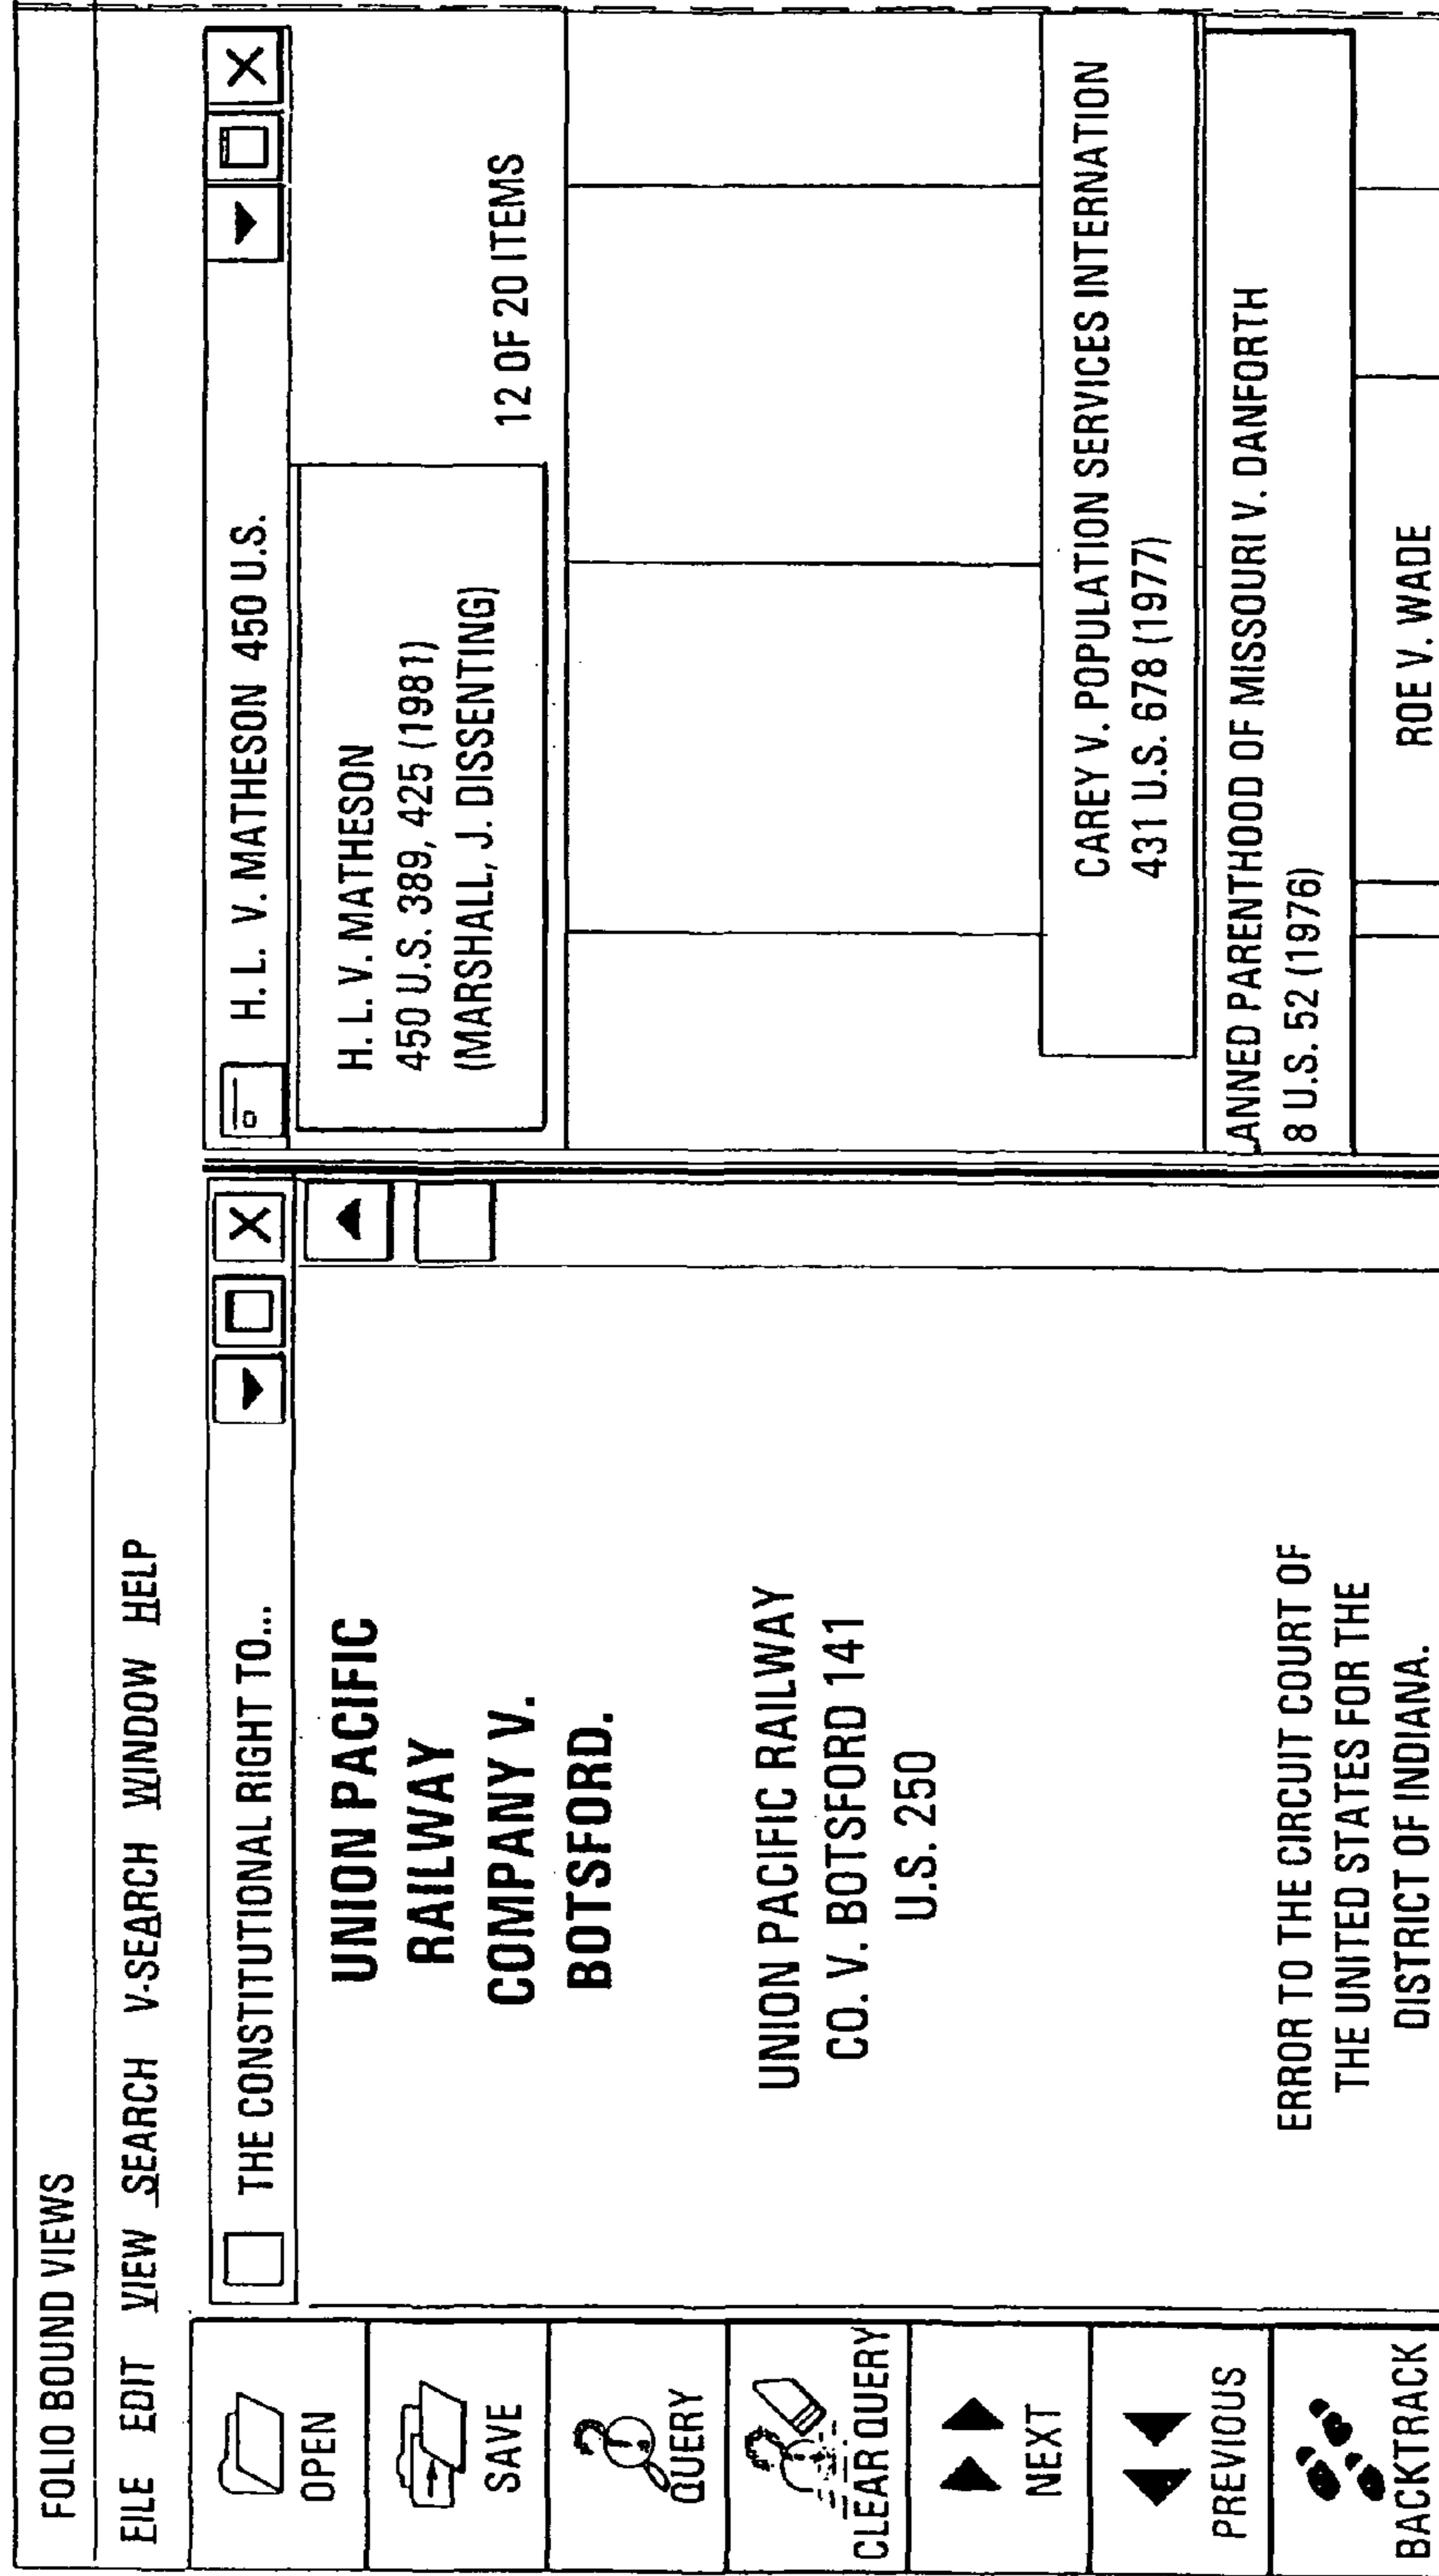 FOLIO BOUND VIEWS
FILE EDIT VIEW SEARCH V-SEARCH WINDOW HELP
OPEN
SAVE
QUERY
CLEAR QUERY
NEXT
PREVIOUS
BACKTRACK
THE CONSTITUTIONAL RIGHT TO...
UNION PACIFIC
RAILWAY
COMPANY V.
BOTSFORD.
UNION PACIFIC RAILWAY
CO. V. BOTSFORD 141
U.S. 250
ERROR TO THE CIRCUIT COURT OF
THE UNITED STATES FOR THE
DISTRICT OF INDIANA.
H. L. V. MATHESON 450 U.S.
H. L. V. MATHESON
450 U.S. 389, 425 (1981)
(MARSHALL, J. DISSENTING)
12 OF 20 ITEMS
CAREY V. POPULATION SERVICES INTERNATION
431 U.S. 678 (1977)
ANNED PARENTHOOD OF MISSOURI V. DANFORTH
8 U.S. 52 (1976)
ROE V. WADE